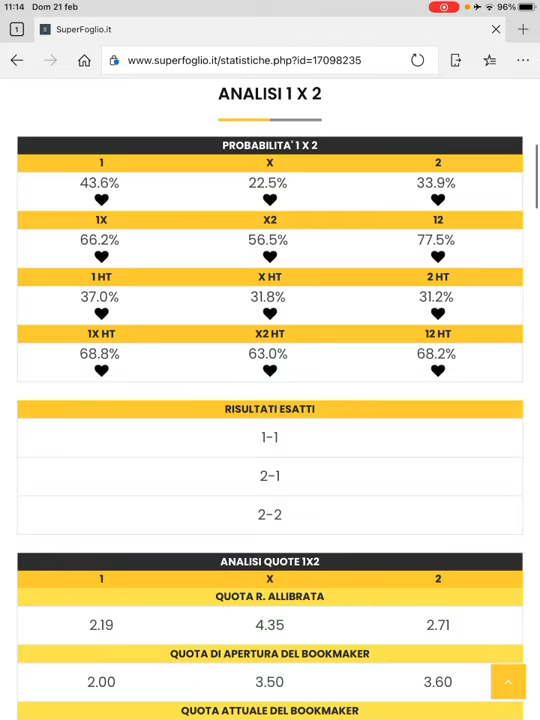 11:14 Dom 21 feb 96%
1 SuperFoglio.it
www.superfoglio.it/statistiche.php?id=17098235
ANALISI 1 X 2
PROBABILITA' 1 X 2
1 X 2
43.6% 22.5% 33.9%
1X X2 12
66.2% 56.5% 77.5%
1 HT X HT 2 HT
37.0% 31.8% 31.2%
1X HT X2 HT 12 HT
68.8% 63.0% 68.2%
RISULTATI ESATTI
1-1
2-1
2-2
ANALISI QUOTE 1X2
1 X 2
QUOTA R. ALLIBRATA
2.19 4.35 2.71
QUOTA DI APERTURA DEL BOOKMAKER
2.00 3.50 3.60
QUOTA ATTUALE DEL BOOKMAKER